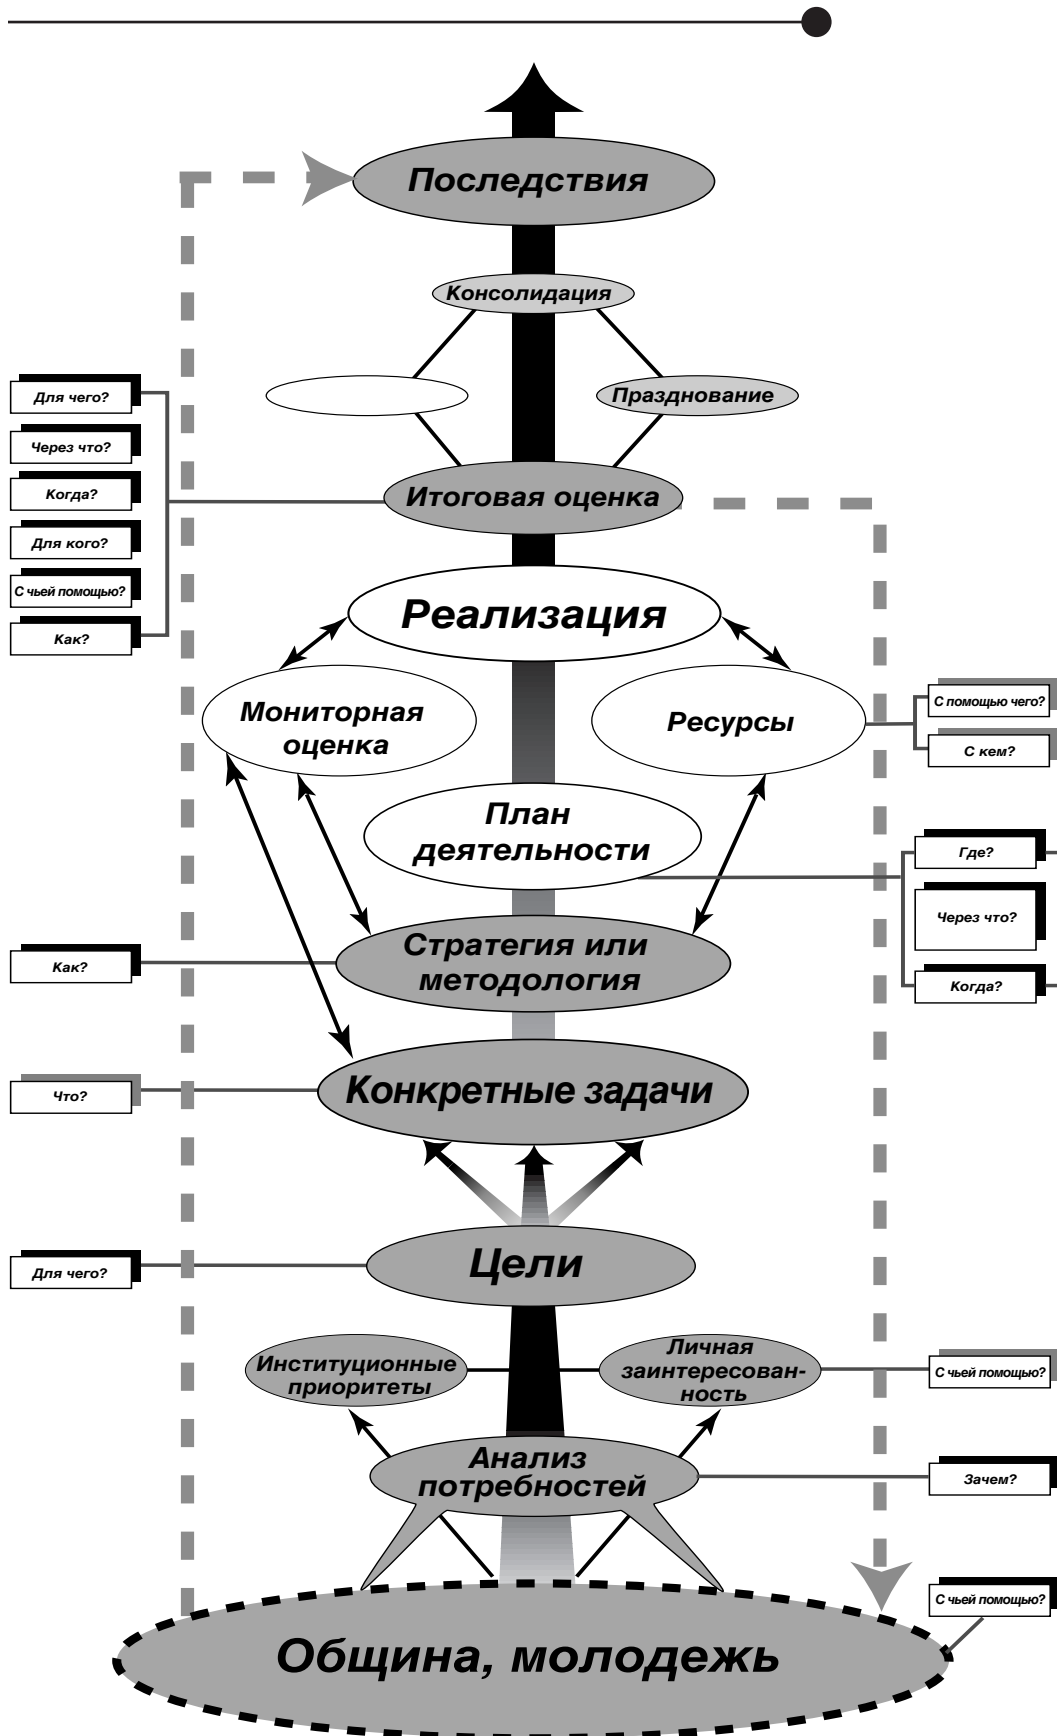 Последствия
Консолидация
Празднование
Для чего?
Через что?
Когда?
Для кого?
С чьей помощью?
Как?
Итоговая оценка
Реализация
Мониторная
оценка
Ресурсы
С помощью чего?
С кем?
План
деятельности
Где?
Через что?
Когда?
Стратегия или
методология
Как?
Конкретные задачи
Что?
Цели
Для чего?
Институционные
приоритеты
Личная
заинтересован-
ность
С чьей помощью?
Анализ
потребностей
Зачем?
С чьей помощью?
Община, молодежь